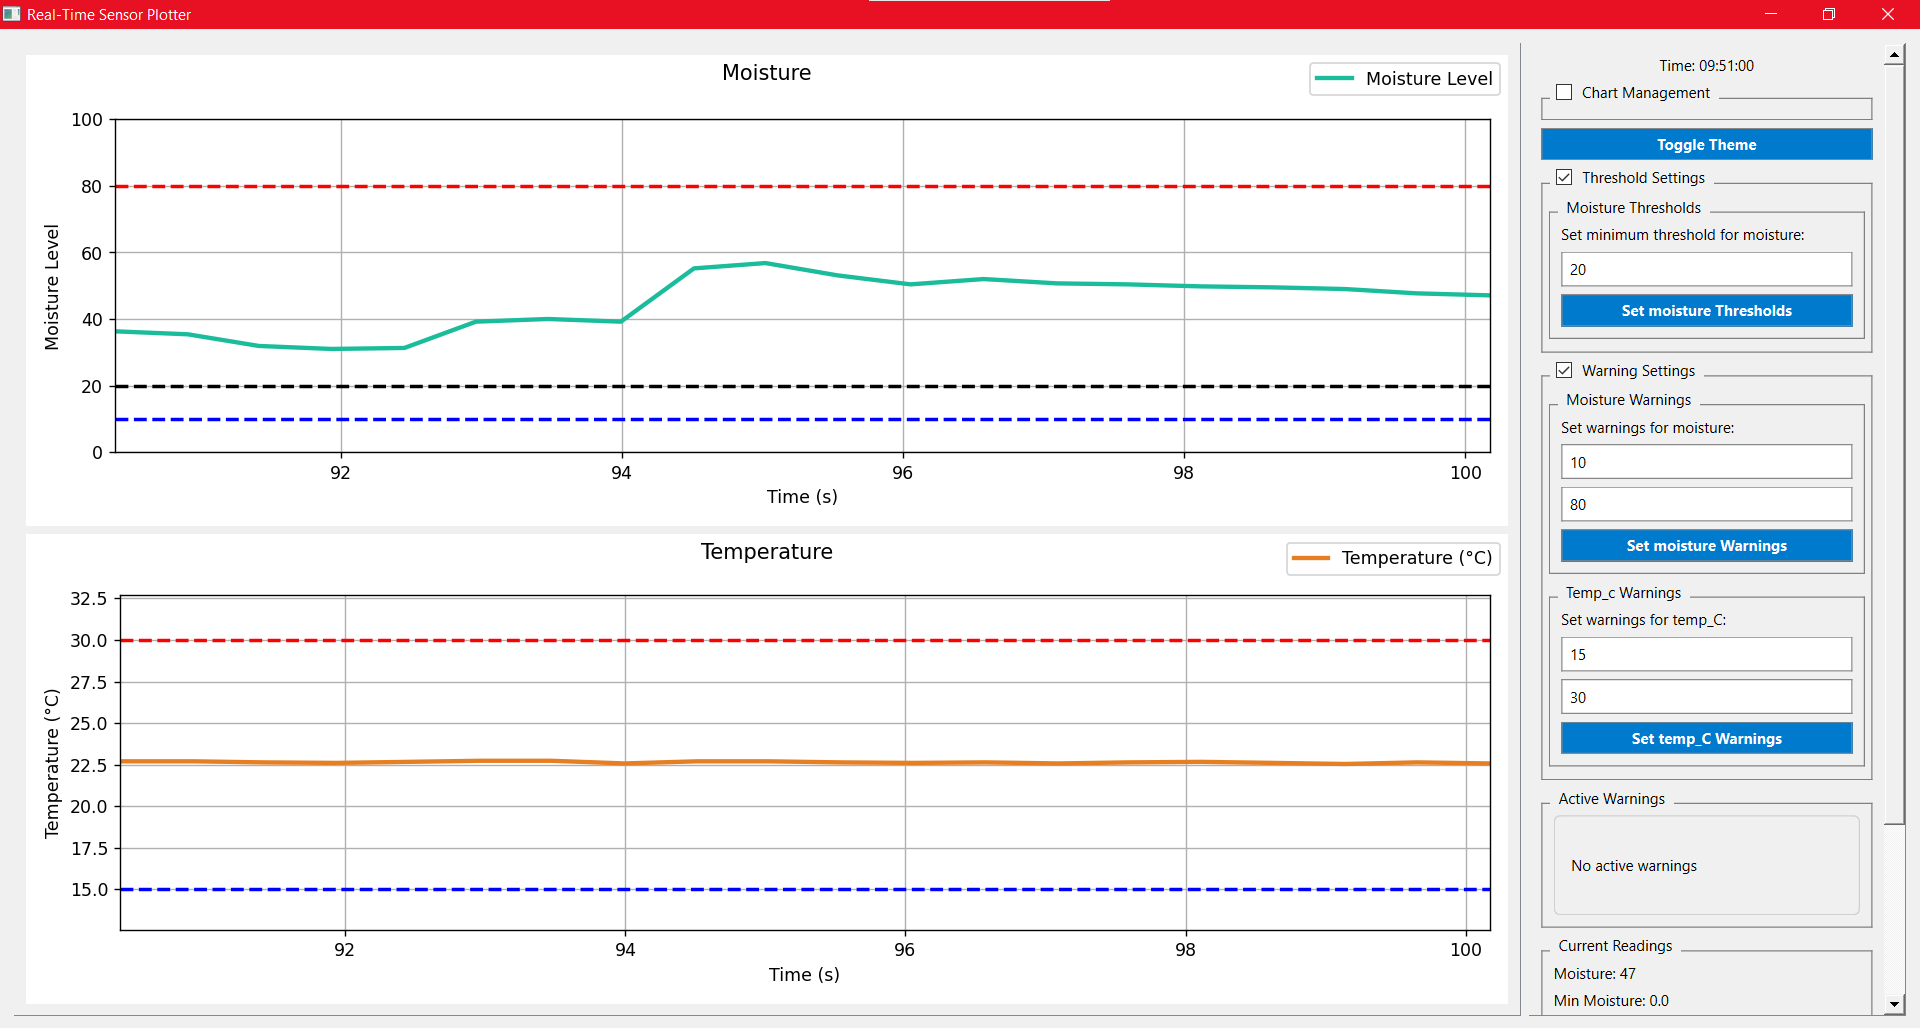 Real-Time Sensor Plotter
Moisture
Moisture Level
100
80
60
40
20
0
Moisture Level
92
94
96
98
100
Time (s)
Temperature
Temperature (°C)
32.5
30.0
27.5
25.0
22.5
20.0
17.5
15.0
Temperature (°C)
92
94
96
98
100
Time (s)
Time: 09:51:00
Chart Management
Toggle Theme
Threshold Settings
Moisture Thresholds
Set minimum threshold for moisture:
20
Set moisture Thresholds
Warning Settings
Moisture Warnings
Set warnings for moisture:
10
80
Set moisture Warnings
Temp_c Warnings
Set warnings for temp_C:
15
30
Set temp_C Warnings
Active Warnings
No active warnings
Current Readings
Moisture: 47
Min Moisture: 0.0